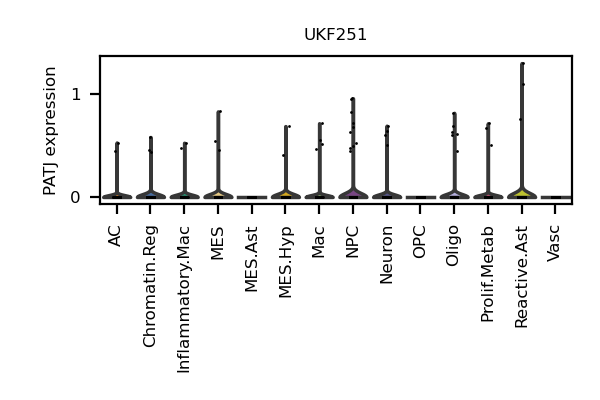 UKF251
PATJ expression
1
0
AC
Chromatin.Reg
Inflammatory.Mac
MES
MES.Ast
MES.Hyp
Mac
NPC
Neuron
OPC
Oligo
Prolif.Metab
Reactive.Ast
Vasc